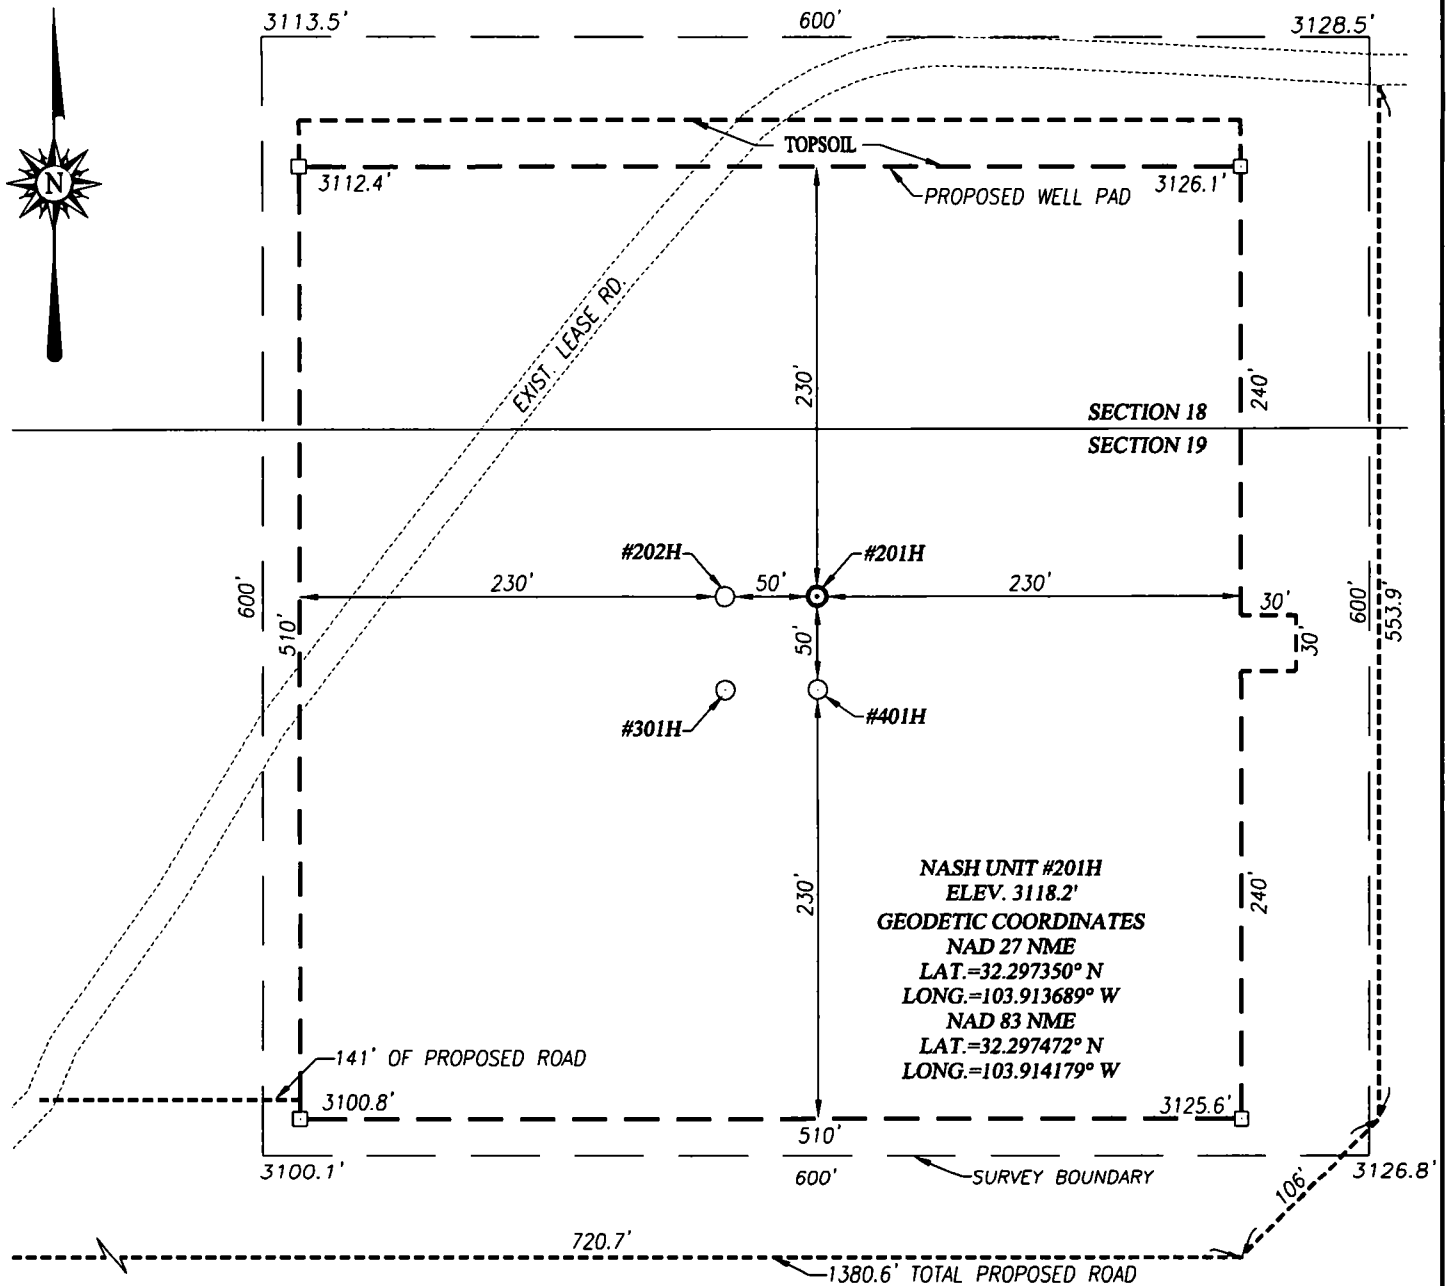 3113.5'
600'
3128.5'
TOPSOIL
N
3112.4'
3126.1'
PROPOSED WELL PAD
EXIST. LEASE RD.
230'
240'
SECTION 18
SECTION 19
#202H
#201H
230'
50'
230'
30'
600'
510'
50'
30'
600'
553.9'
#301H
#401H
NASH UNIT #201H
ELEV. 3118.2'
GEODETIC COORDINATES
NAD 27 NME
LAT.=32.297350° N
LONG.=103.913689° W
NAD 83 NME
LAT.=32.297472° N
LONG.=103.914179° W
230'
240'
141' OF PROPOSED ROAD
3100.8'
3125.6'
510'
3100.1'
600'
SURVEY BOUNDARY
3126.8'
106'
720.7'
1380.6' TOTAL PROPOSED ROAD